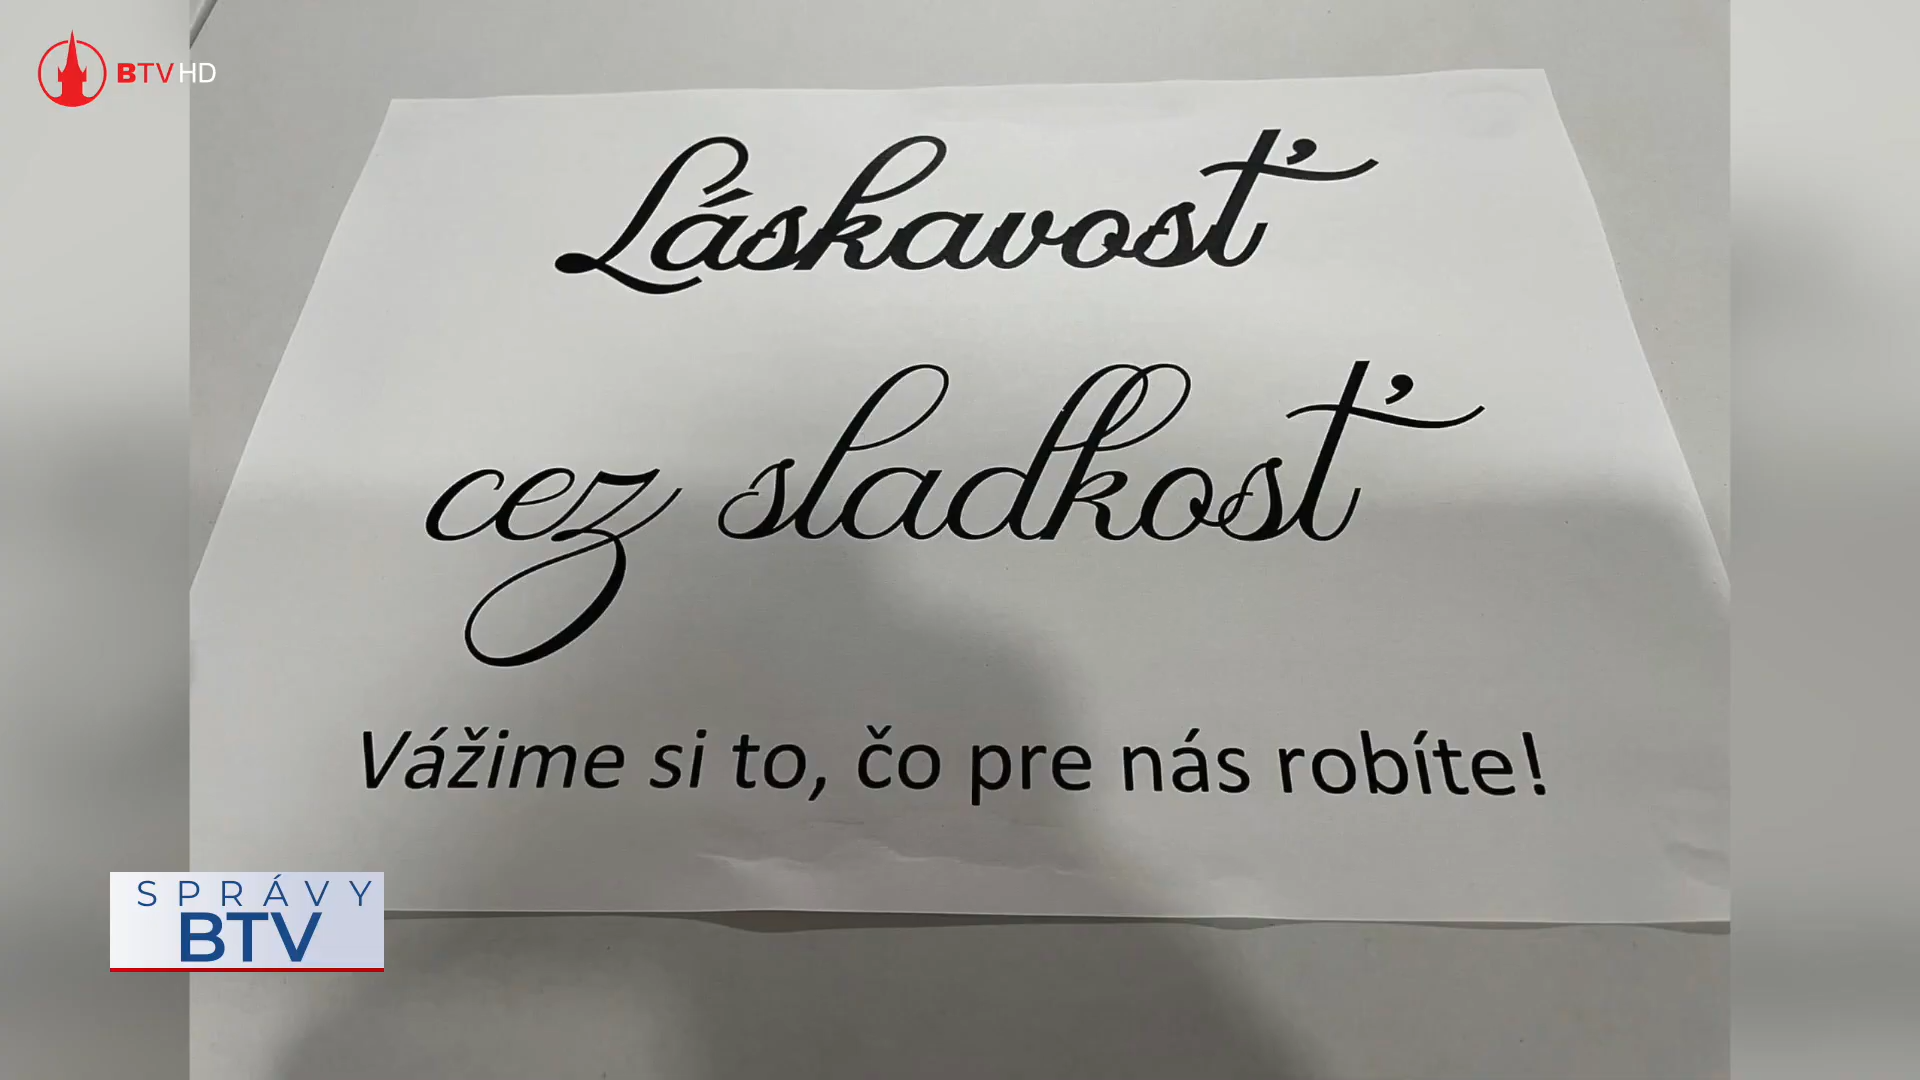 BTV HD
Láskavosť
cez sladkosť
Vážime si to, čo pre nás robíte!
SPRÁVY
BTV